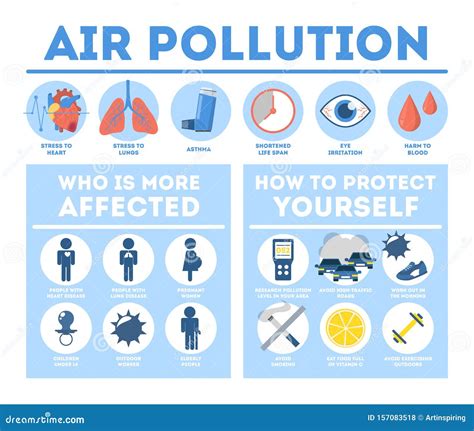 AIR POLLUTION
STRESS TO
HEART
STRESS TO
LUNGS
ASTHMA
SHORTENED
LIFE SPAN
EYE
IRRITATION
HARM TO
BLOOD
WHO IS MORE
AFFECTED
PEOPLE WITH
HEART DISEASE
PEOPLE WITH
LUNG DISEASE
PREGNANT
WOMEN
CHILDREN
UNDER 14
OUTDOOR
WORKERS
ELDERLY
PEOPLE
HOW TO PROTECT
YOURSELF
RESEARCH POLLUTION
LEVEL IN YOUR AREA
AVOID HIGH-TRAFFIC
ROADS
WORK OUT IN
THE MORNING
AVOID
SMOKING
EAT FOOD FULL
OF VITAMIN C
AVOID EXERCISING
OUTDOORS
dreamstime.com
ID 157083518 © Artinspiring